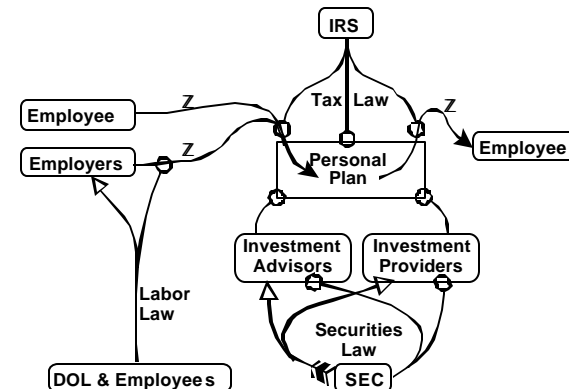 IRS
Tax Law
Z
Z
Employee
Z
Employers
Employee
Personal
Plan
Investment
Advisors
Investment
Providers
Labor
Law
Securities
Law
DOL & Employees
SEC